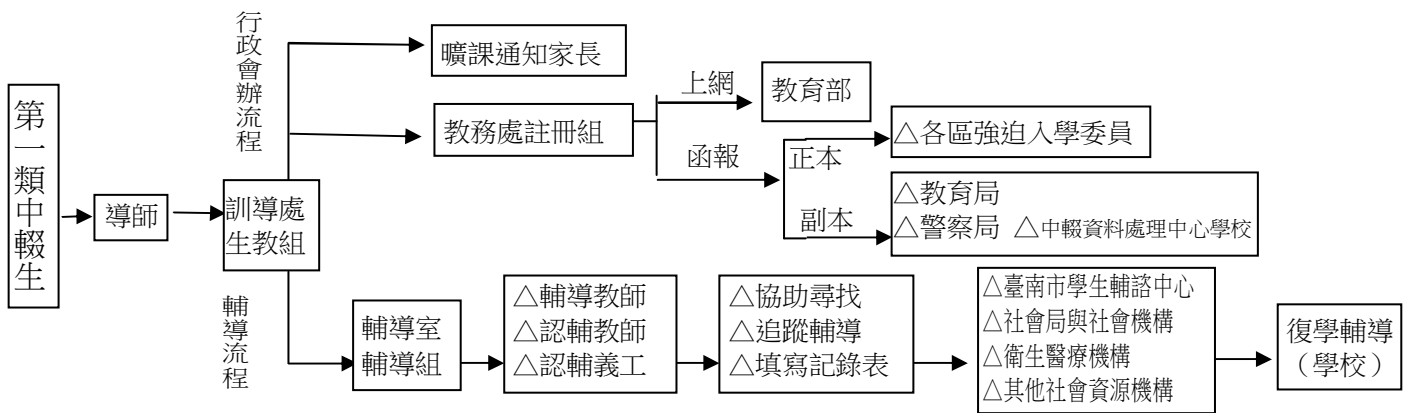 第一類中輟生
導師
訓導處
生教組
行政會辦流程
曠課通知家長
教務處註冊組
上網
教育部
函報
正本
△各區強迫入學委員
副本
△教育局
△警察局 △中輟資料處理中心學校
輔導流程
輔導室
輔導組
△輔導教師
△認輔教師
△認輔義工
△協助尋找
△追蹤輔導
△填寫記錄表
△臺南市學生輔諮中心
△社會局與社會機構
△衛生醫療機構
△其他社會資源機構
復學輔導
（學校）